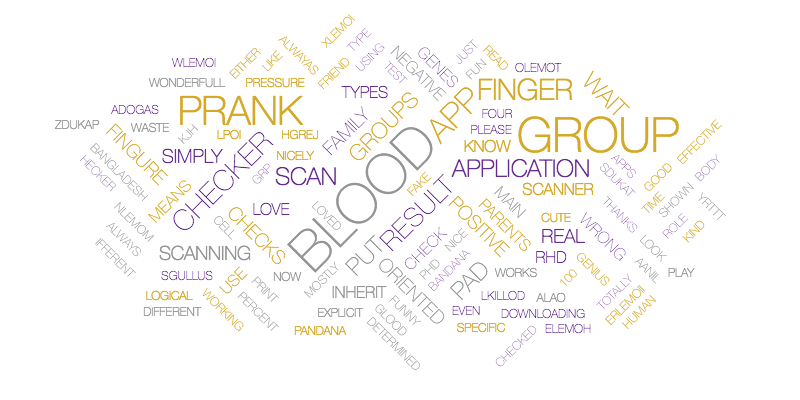 XLEMOI
ALWAYAS
TYPE
WLEMOI
EITHER
LIKE
USING
NEGATIVE
GENES
JUST
READ
FUN
OLEMOT
WONDERFULL
PRESSURE
FRIEND
TEST
TYPES
FINGER
WAIT
ADOGAS
PRANK
GROUPS
APP
FOUR
ZDUKAP
WASTE
KJH
LPOI
HGREJ
FAMILY
PLEASE
GROUP
FINGURE
SIMPLY
NICELY
KNOW
EFFECTIVE
BANGLADESH
HECKER
CHECKER
GRP
SCAN
BLOOD
FAKE
APPLICATION
SCANNER
APPS
SDUKAT
GOOD
BODY
MEANS
LOVE
LOVED
RESULT
MAIN
TIME
SHOWN
YRTTT
NLEMOM
CELL
CHECKS
POSITIVE
PARENTS
CUTE
THANKS
ROLE
ALWAYS
IFFERENT
SCANNING
PUT
CHECK
NICE
REAL
WRONG
LOOK
KIND
SGULLUS
USE
PRINT
NOW
MOSTLY
ORIENTED
PHD
BANDANA
PAD
WORKS
RHD
100
GENIUS
AANIL
PLAY
LOGICAL
WORKING
PERCENT
INHERIT
FUNNY
LKILLOD
ALAO
TOTALLY
ERLEMOII
DIFFERENT
EXPLICIT
GLOOD
EVEN
DOWNLOADING
HUMAN
PANDANA
DETERMINED
SPECIFIC
CHECKED
ELEMOH